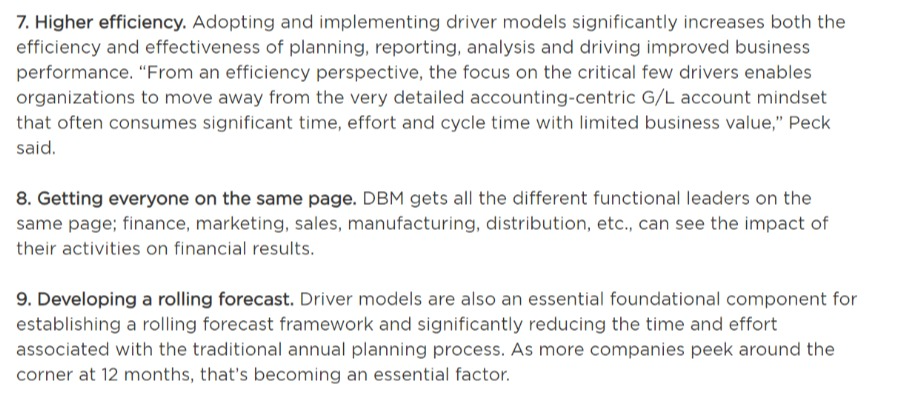 7. Higher efficiency. Adopting and implementing driver models significantly increases both the
efficiency and effectiveness of planning, reporting, analysis and driving improved business
performance. “From an efficiency perspective, the focus on the critical few drivers enables
organizations to move away from the very detailed accounting-centric G/L account mindset
that often consumes significant time, effort and cycle time with limited business value,” Peck
said.
8. Getting everyone on the same page. DBM gets all the different functional leaders on the
same page; finance, marketing, sales, manufacturing, distribution, etc., can see the impact of
their activities on financial results.
9. Developing a rolling forecast. Driver models are also an essential foundational component for
establishing a rolling forecast framework and significantly reducing the time and effort
associated with the traditional annual planning process. As more companies peek around the
corner at 12 months, that’s becoming an essential factor.